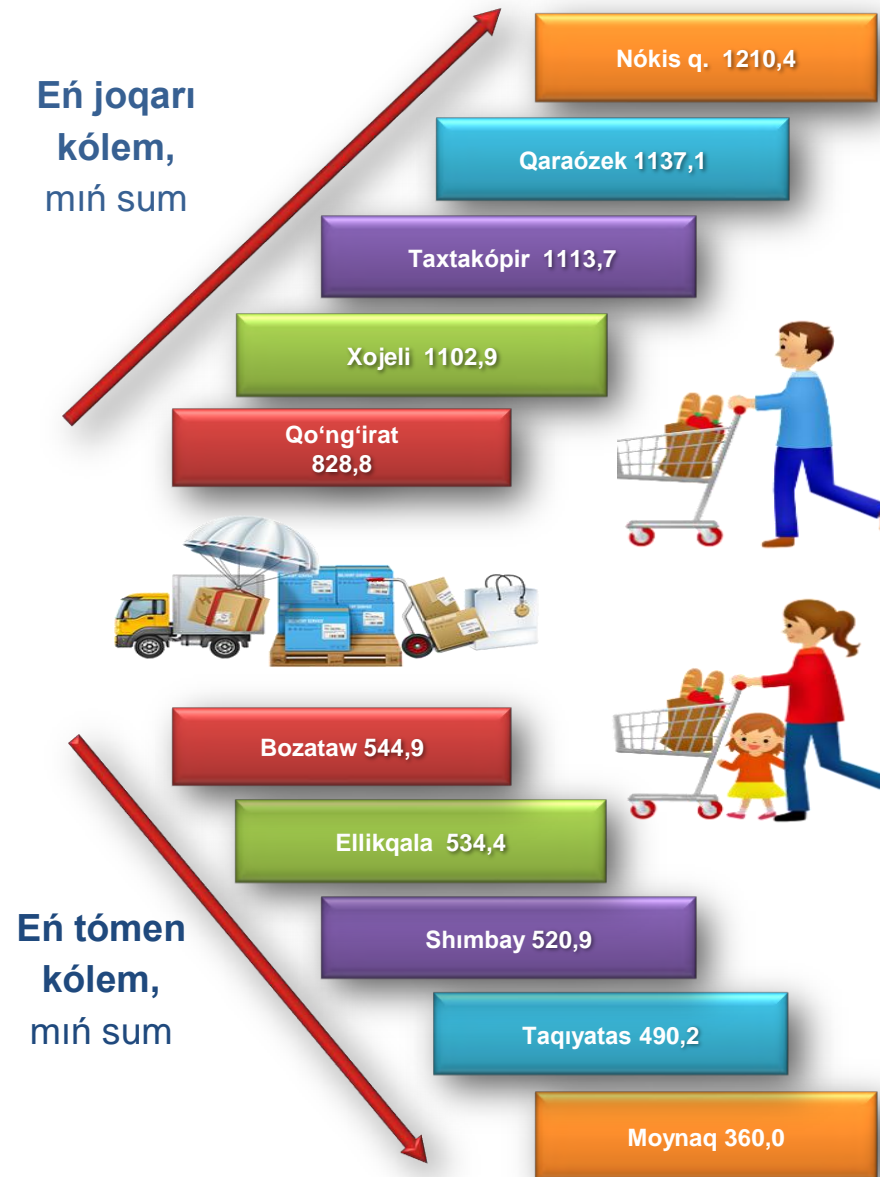 Eń joqarı
kólem,
mıń sum
Nókis q. 1210,4
Qaraózek 1137,1
Taxtakópir 1113,7
Xojeli 1102,9
Qo‘ng‘irat
828,8
Bozataw 544,9
Ellikqala 534,4
Shımbay 520,9
Taqıyatas 490,2
Moynaq 360,0
Eń tómen
kólem,
mıń sum